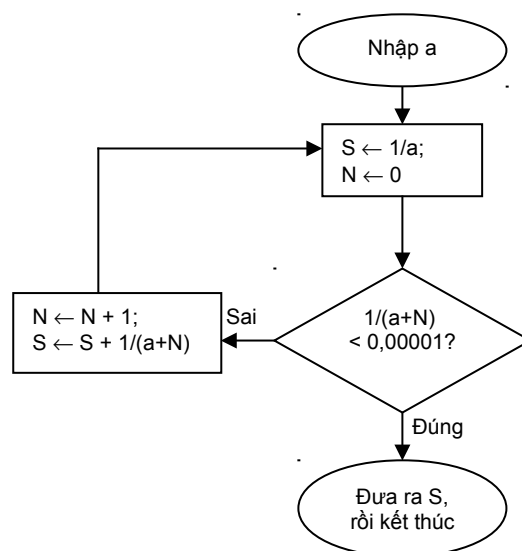 Nhập a
S ← 1/a;
N ← 0
1/(a+N)
< 0,00001?
Sai
N ← N + 1;
S ← S + 1/(a+N)
Đúng
Đưa ra S,
rồi kết thúc